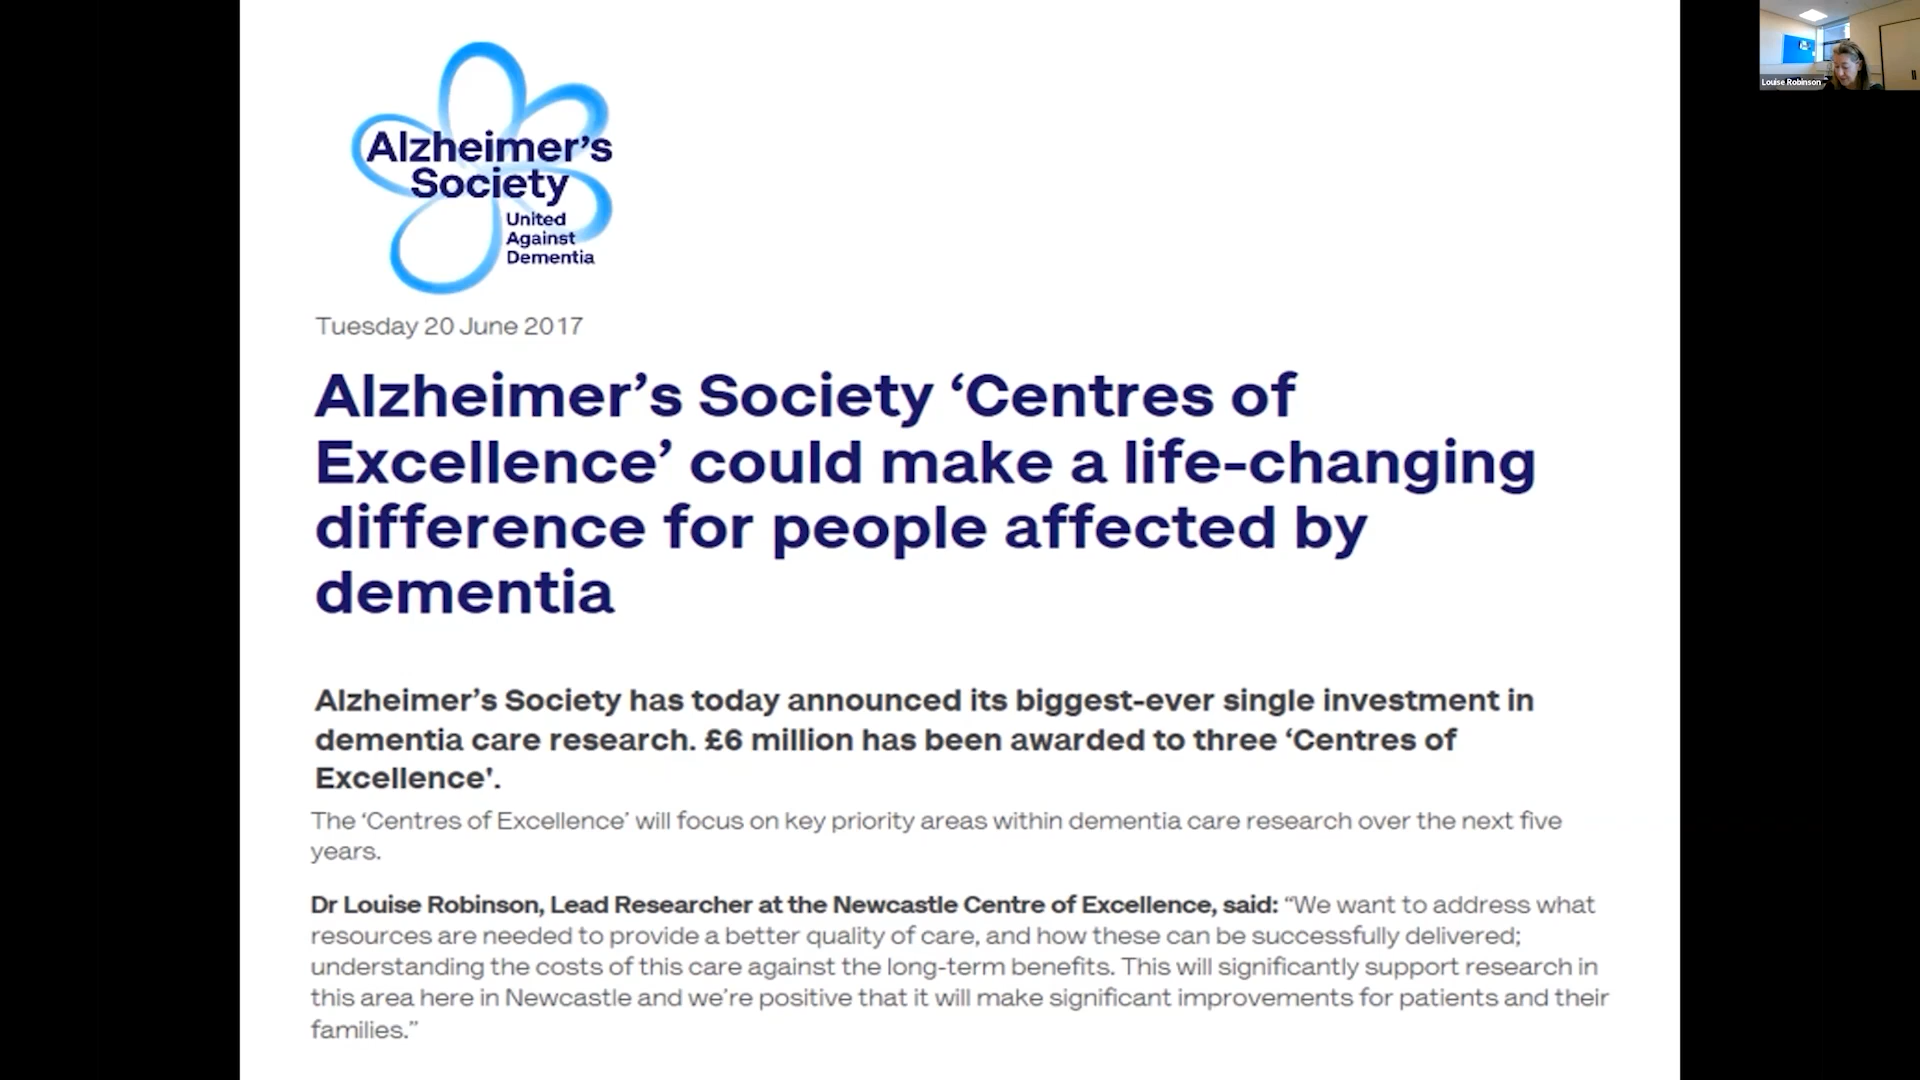 Alzheimer’s
Society
United
Against
Dementia
Louise Robinson
Tuesday 20 June 2017
Alzheimer’s Society ‘Centres of
Excellence’ could make a life-changing
difference for people affected by
dementia
Alzheimer’s Society has today announced its biggest-ever single investment in
dementia care research. £6 million has been awarded to three ‘Centres of
Excellence'.
The ‘Centres of Excellence’ will focus on key priority areas within dementia care research over the next five
years.
Dr Louise Robinson, Lead Researcher at the Newcastle Centre of Excellence, said: “We want to address what
resources are needed to provide a better quality of care, and how these can be successfully delivered;
understanding the costs of this care against the long-term benefits. This will significantly support research in
this area here in Newcastle and we’re positive that it will make significant improvements for patients and their
families.”